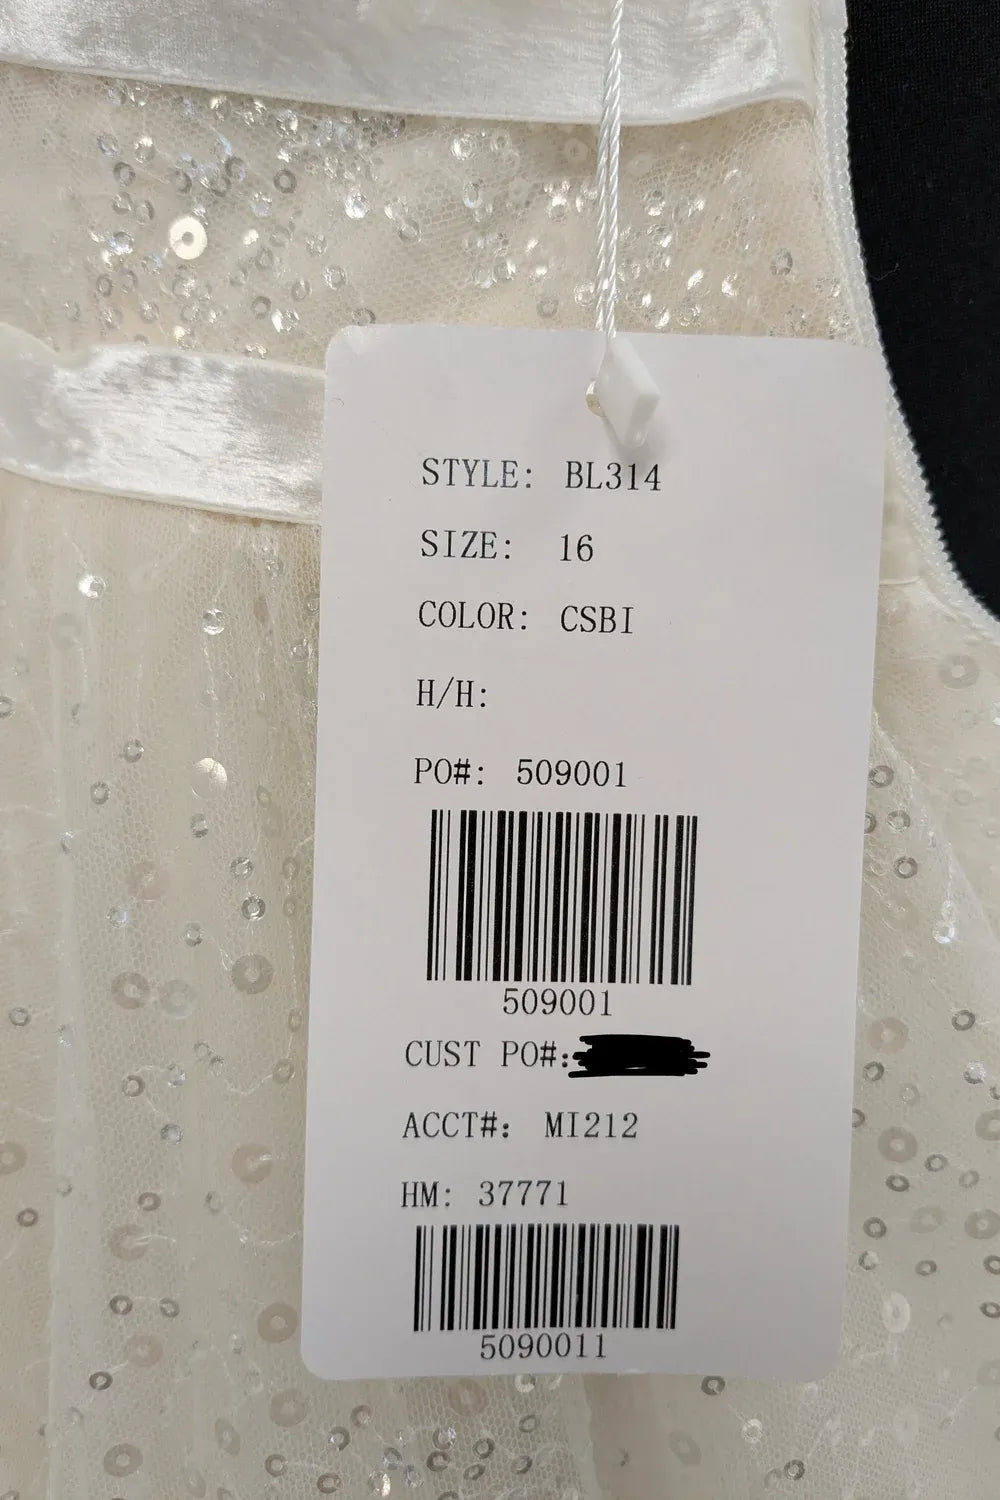 STYLE: BL314
SIZE: 16
COLOR: CSBI
H/H:
PO#: 509001
509001
CUST PO#:
ACCT#: MI212
HM: 37771
5090011